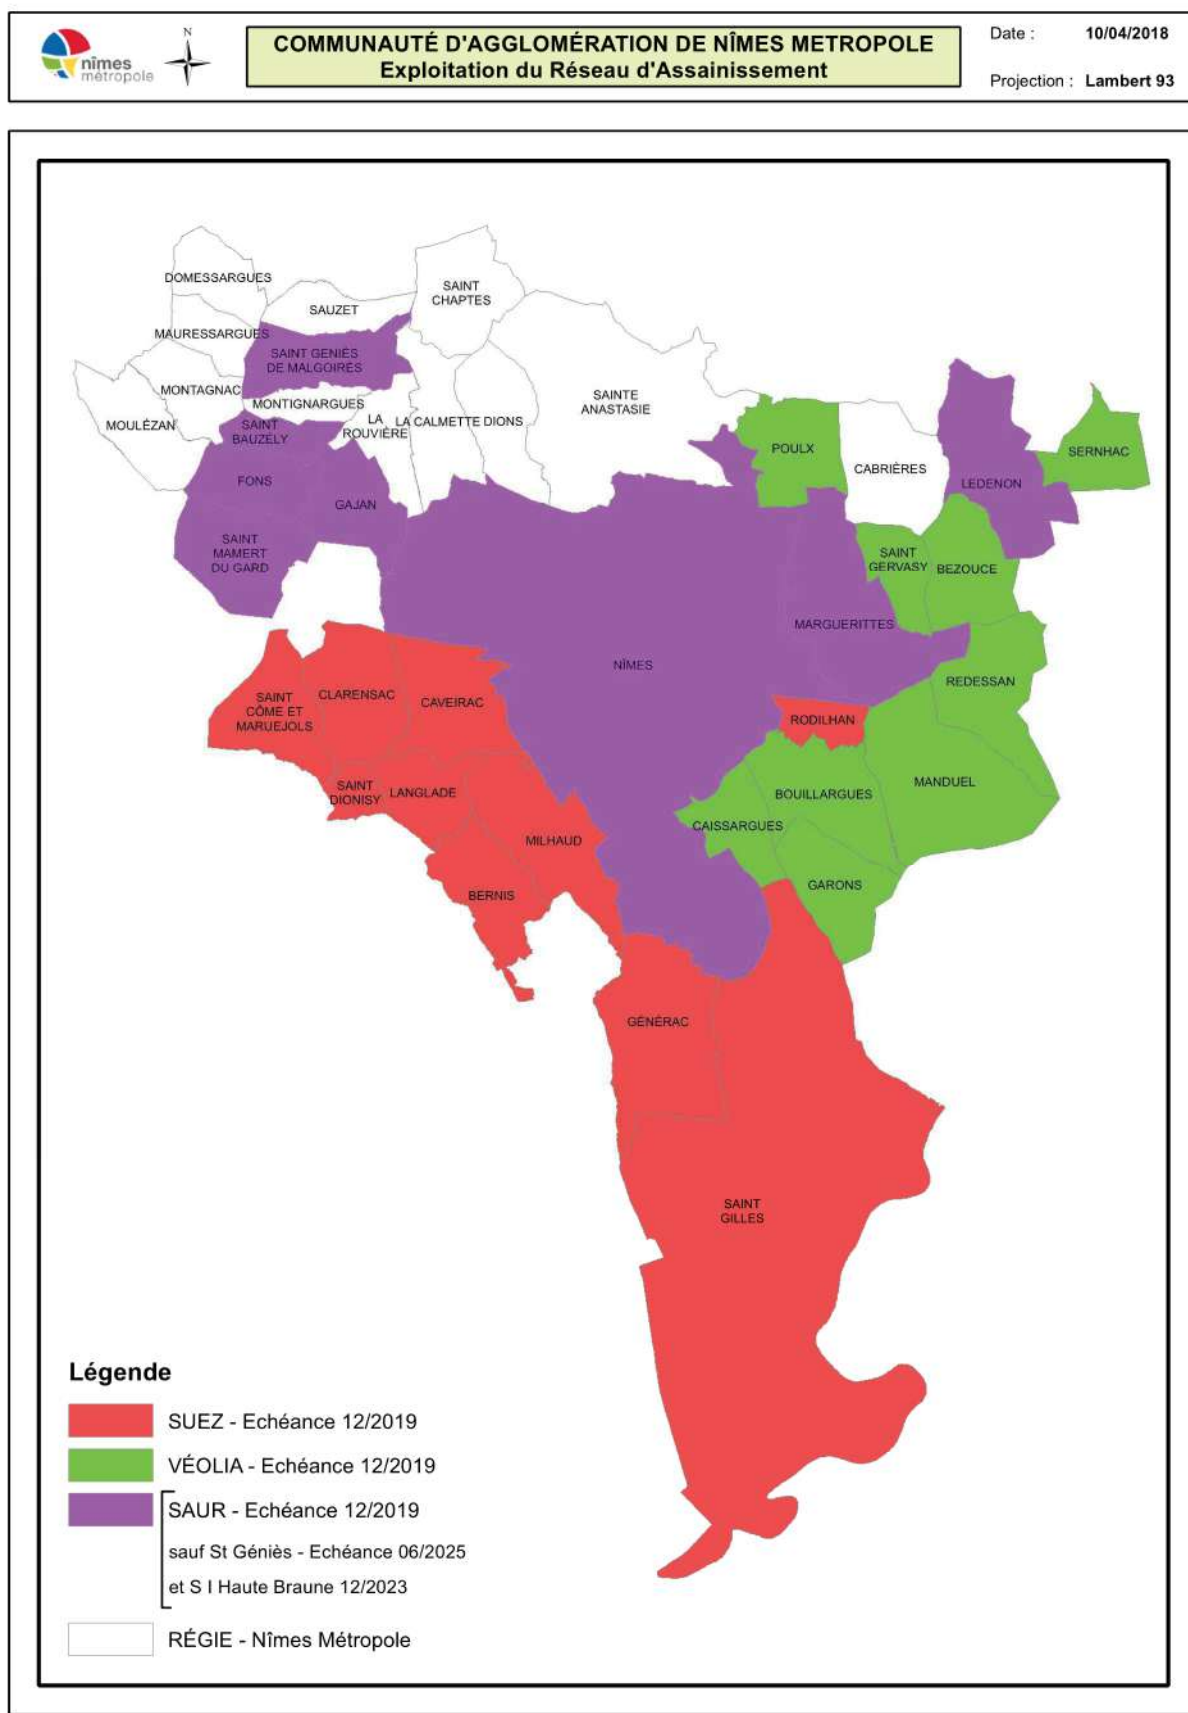 nîmes
métropole
N
COMMUNAUTÉ D'AGGLOMÉRATION DE NÎMES METROPOLE
Exploitation du Réseau d'Assainissement
Date : 10/04/2018
Projection : Lambert 93
DOMESSARGUES
SAUZET
SAINT
CHAPTES
MAURESSARGUES
SAINT GENIÈS
DE MALGOIRES
MONTAGNAC
MONTIGNARGUES
MOULÉZAN
SAINT
BAUZÉLY
LA
ROUVIÈRE
LA CALMETTE
DIONS
SAINTE
ANASTASIE
POULX
CABRIÈRES
SERNHAC
LEDENON
FONS
GAJAN
SAINT
MAMERT
DU GARD
SAINT
GERVASY
BEZOUCE
MARGUERITTES
NÎMES
REDESSAN
SAINT
CÔME ET
MARUEJOLS
CLARENSAC
CAVEIRAC
RODILHAN
MANDUEL
SAINT
DIONISY
LANGLADE
BOUILLARGUES
CAISSARGUES
MILHAUD
BERNIS
GARONS
GÉNÉRAC
SAINT
GILLES
Légende
SUEZ - Echéance 12/2019
VÉOLIA - Echéance 12/2019
SAUR - Echéance 12/2019
sauf St Géniès - Echéance 06/2025
et S I Haute Braune 12/2023
RÉGIE - Nîmes Métropole